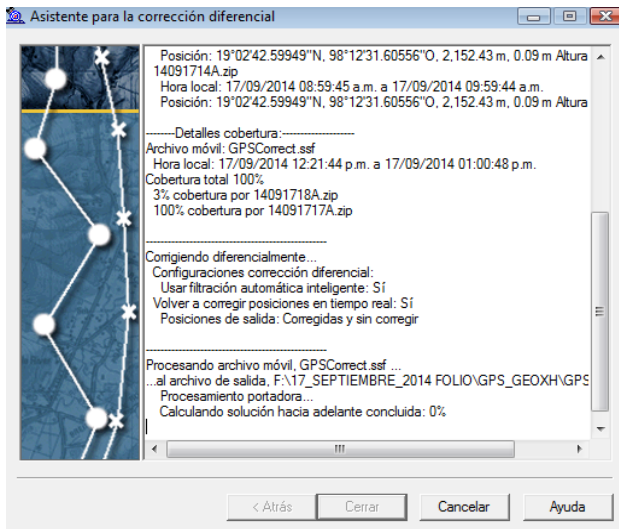 Asistente para la corrección diferencial
Posición: 19°02'42.59949"N, 98°12'31.60556"O, 2,152.43 m, 0.09 m Altura
14091714A.zip
Hora local: 17/09/2014 08:59:45 a.m. a 17/09/2014 09:59:44 a.m.
Posición: 19°02'42.59949"N, 98°12'31.60556"O, 2,152.43 m, 0.09 m Altura
--------Detalles cobertura:--------------------
Archivo móvil: GPSCorrect.ssf
Hora local: 17/09/2014 12:21:44 p.m. a 17/09/2014 01:00:48 p.m.
Cobertura total 100%
3% cobertura por 14091718A.zip
100% cobertura por 14091717A.zip
--------------------------------------------------
Corrigiendo diferencialmente...
Configuraciones corrección diferencial:
Usar filtración automática inteligente: Sí
Volver a corregir posiciones en tiempo real: Sí
Posiciones de salida: Corregidas y sin corregir
--------------------------------------------------
Procesando archivo móvil, GPSCorrect.ssf ...
...al archivo de salida, F:\17_SEPTIEMBRE_2014 FOLIO\GPS_GEOXH\GPS
Procesamiento portadora...
Calculando solución hacia adelante concluida: 0%
< Atrás
Cerrar
Cancelar
Ayuda